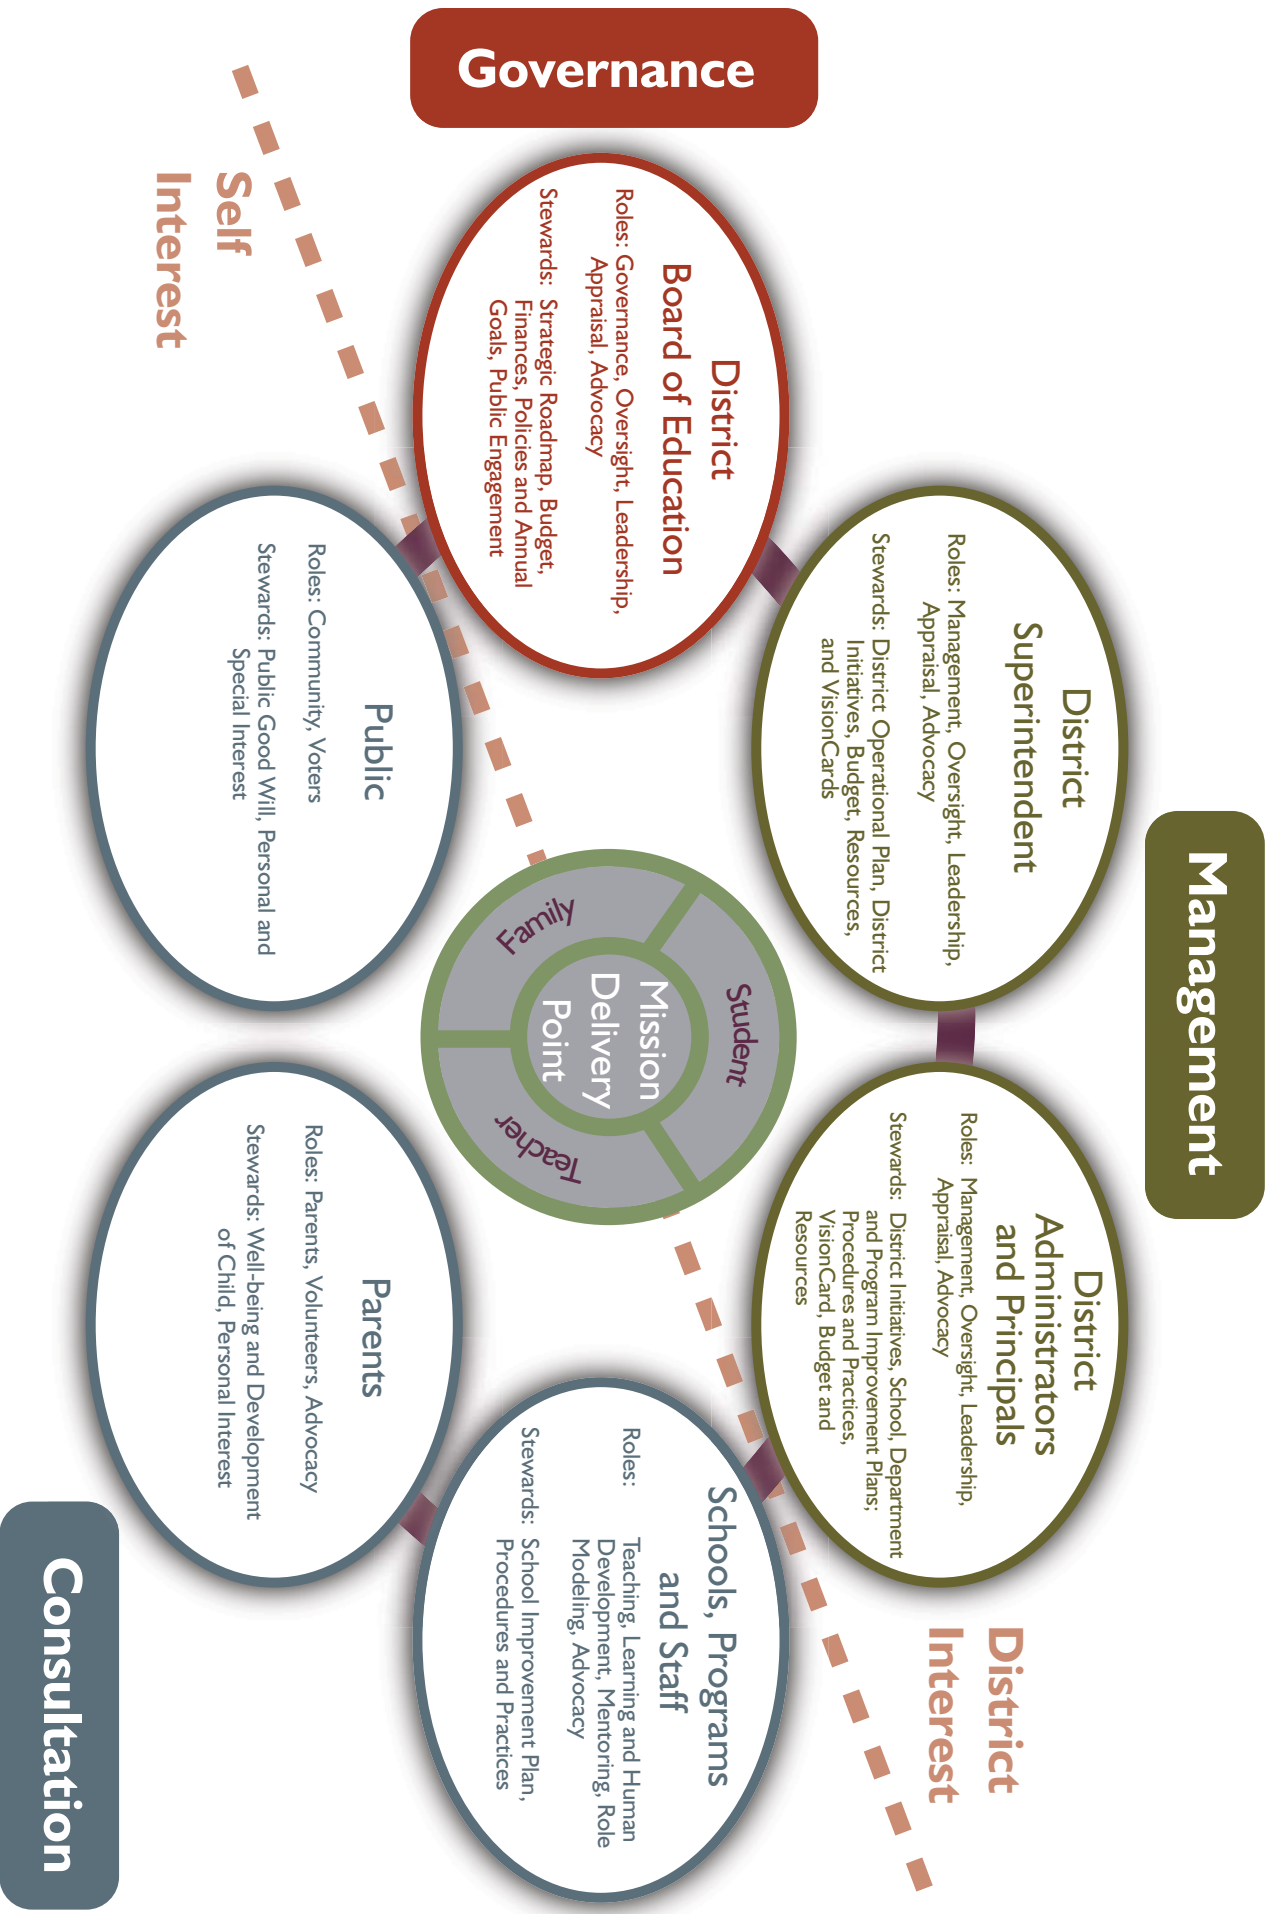 Governance
Management
District
Board of Education
Roles: Governance, Oversight, Leadership,
Appraisal, Advocacy
Stewards: Strategic Roadmap, Budget,
Finances, Policies and Annual
Goals, Public Engagement
District
Superintendent
Roles: Management, Oversight, Leadership,
Appraisal, Advocacy
Stewards: District Operational Plan, District
Initiatives, Budget, Resources,
and VisionCards
District
Administrators
and Principals
Roles: Management, Oversight, Leadership,
Appraisal, Advocacy
Stewards: District Initiatives, School, Department
and Program Improvement Plans;
Procedures and Practices,
VisionCard, Budget and
Resources
District
Interest
Schools, Programs
and Staff
Roles: Teaching, Learning and Human
Development, Mentoring, Role
Modeling, Advocacy
Stewards: School Improvement Plan,
Procedures and Practices
Student
Family
Teacher
Mission
Delivery
Point
Self
Interest
Public
Roles: Community, Voters
Stewards: Public Good Will, Personal and
Special Interest
Parents
Roles: Parents, Volunteers, Advocacy
Stewards: Well-being and Development
of Child, Personal Interest
Consultation